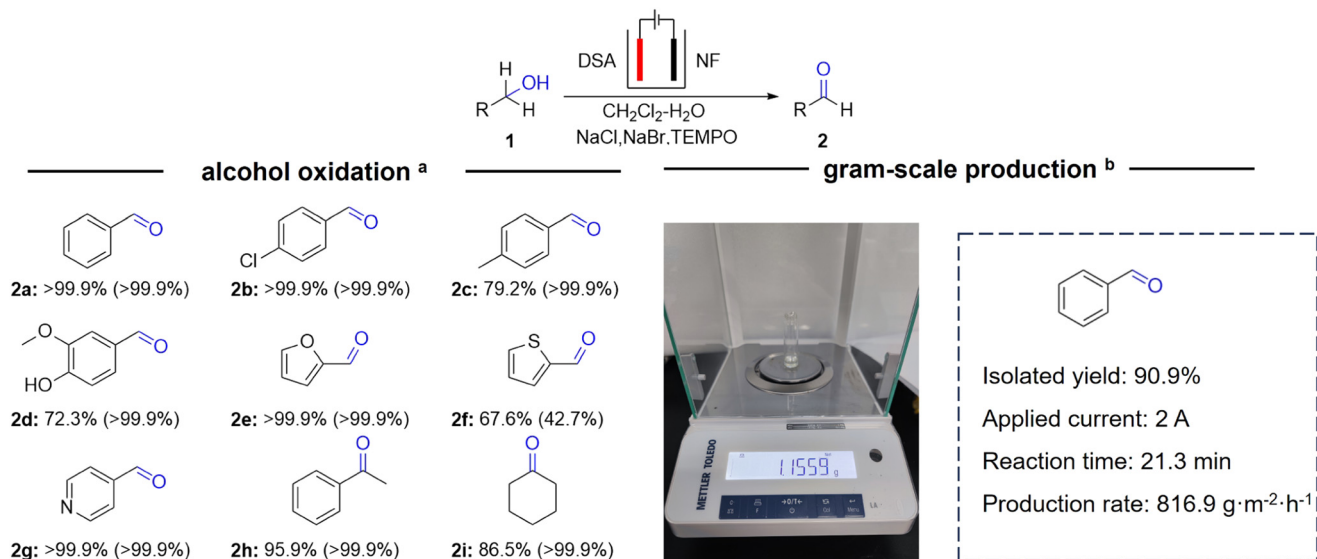 DSA
NF
H
OH
R
H
1
CH₂Cl₂-H₂O
NaCl,NaBr,TEMPO
O
R
H
2
alcohol oxidation ᵃ
gram-scale production ᵇ
O
Cl
O
O
2a: >99.9% (>99.9%)
2b: >99.9% (>99.9%)
2c: 79.2% (>99.9%)
O
O
HO
O
O
S
O
2d: 72.3% (>99.9%)
2e: >99.9% (>99.9%)
2f: 67.6% (42.7%)
N
O
O
O
2g: >99.9% (>99.9%)
2h: 95.9% (>99.9%)
2i: 86.5% (>99.9%)
METTLER TOLEDO
1.1559 g
→0/T←
O
Isolated yield: 90.9%
Applied current: 2 A
Reaction time: 21.3 min
Production rate: 816.9 g·m⁻²·h⁻¹